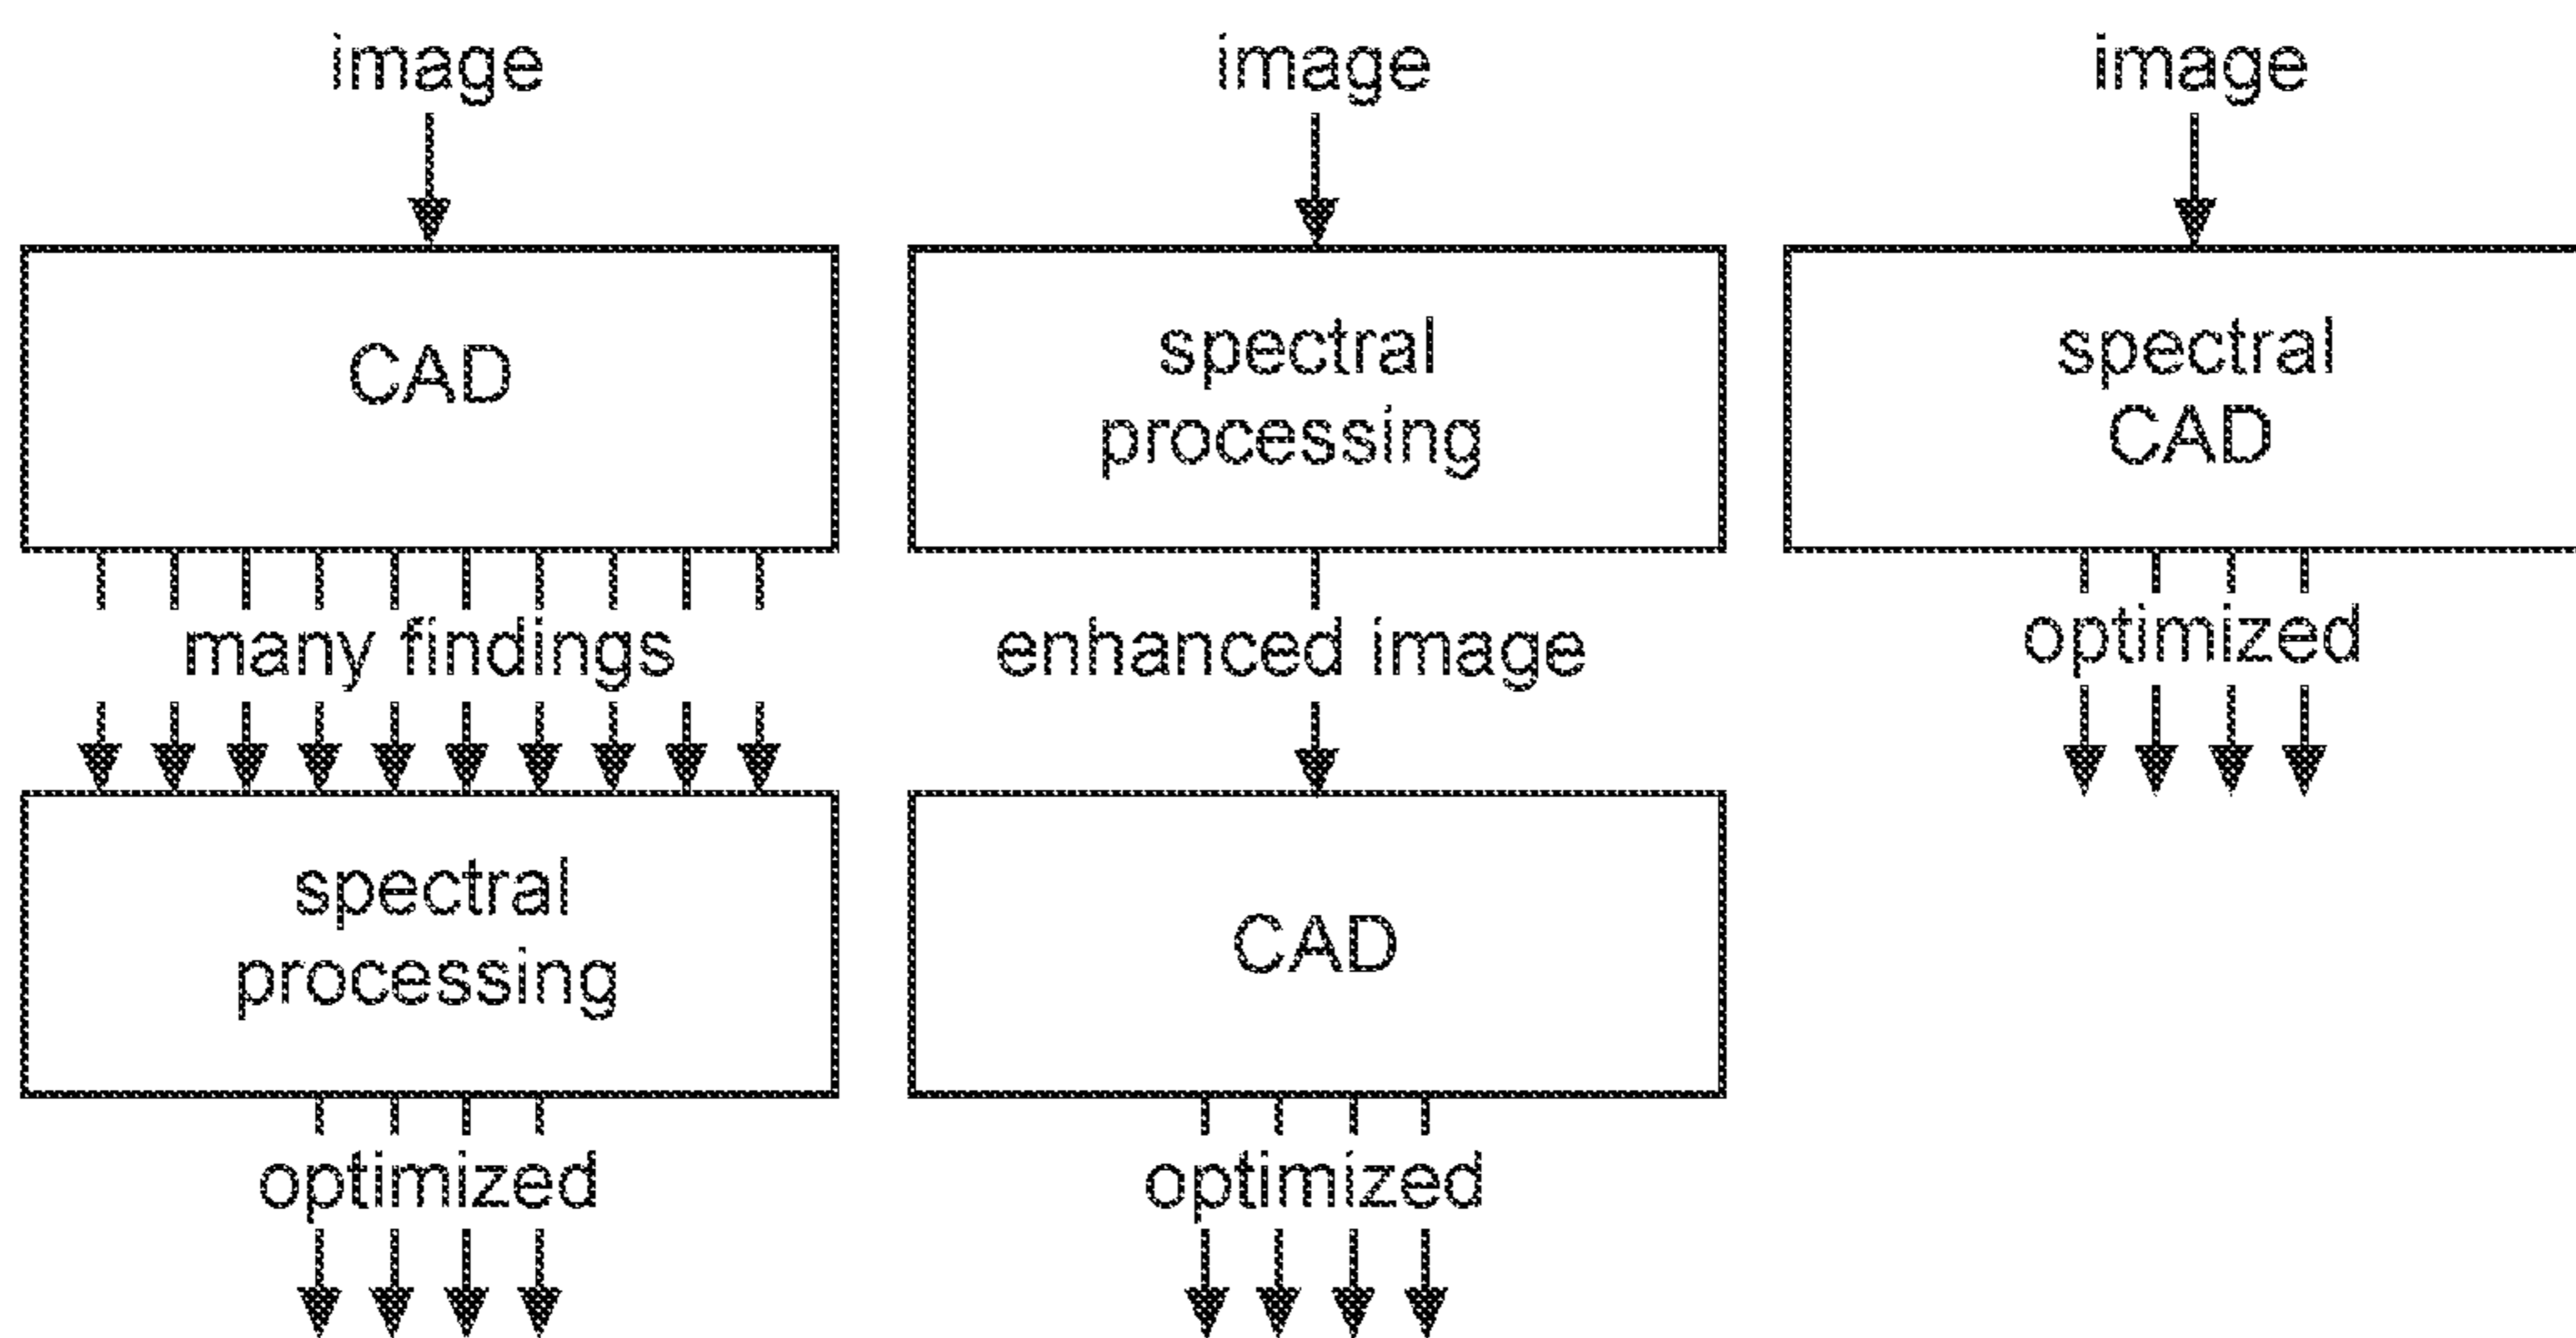 image
CAD
many findings
spectral
processing
optimized
image
spectral
processing
enhanced image
CAD
optimized
image
spectral
CAD
optimized